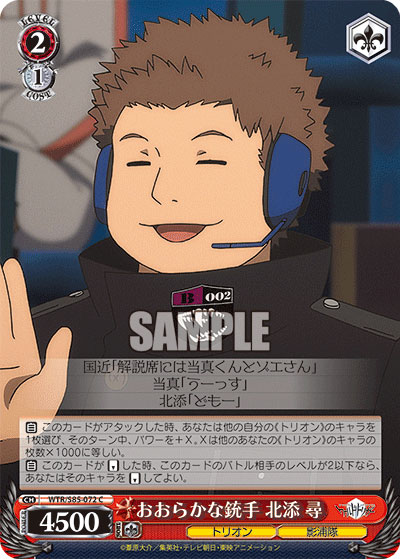 LEVEL
2
1
COST
B 002
SAMPLE
国近「解説席には当真くんとゾエさん」
当真「うーっす」
北添「どもー」
このカードがアタックした時、あなたは他の自分の《トリオン》のキャラを
1枚選び、そのターン中、パワーを+X。Xは他のあなたの《トリオン》のキャラの
枚数×1000に等しい。
このカードが した時、このカードのバトル相手のレベルが2以下なら、
あなたはそのキャラを してよい。
CH WTR/S85-072 C
POWER
4500
おおらかな銃手 北添 尋
トリオン 影浦隊
©葦原大介／集英社・テレビ朝日・東映アニメーション